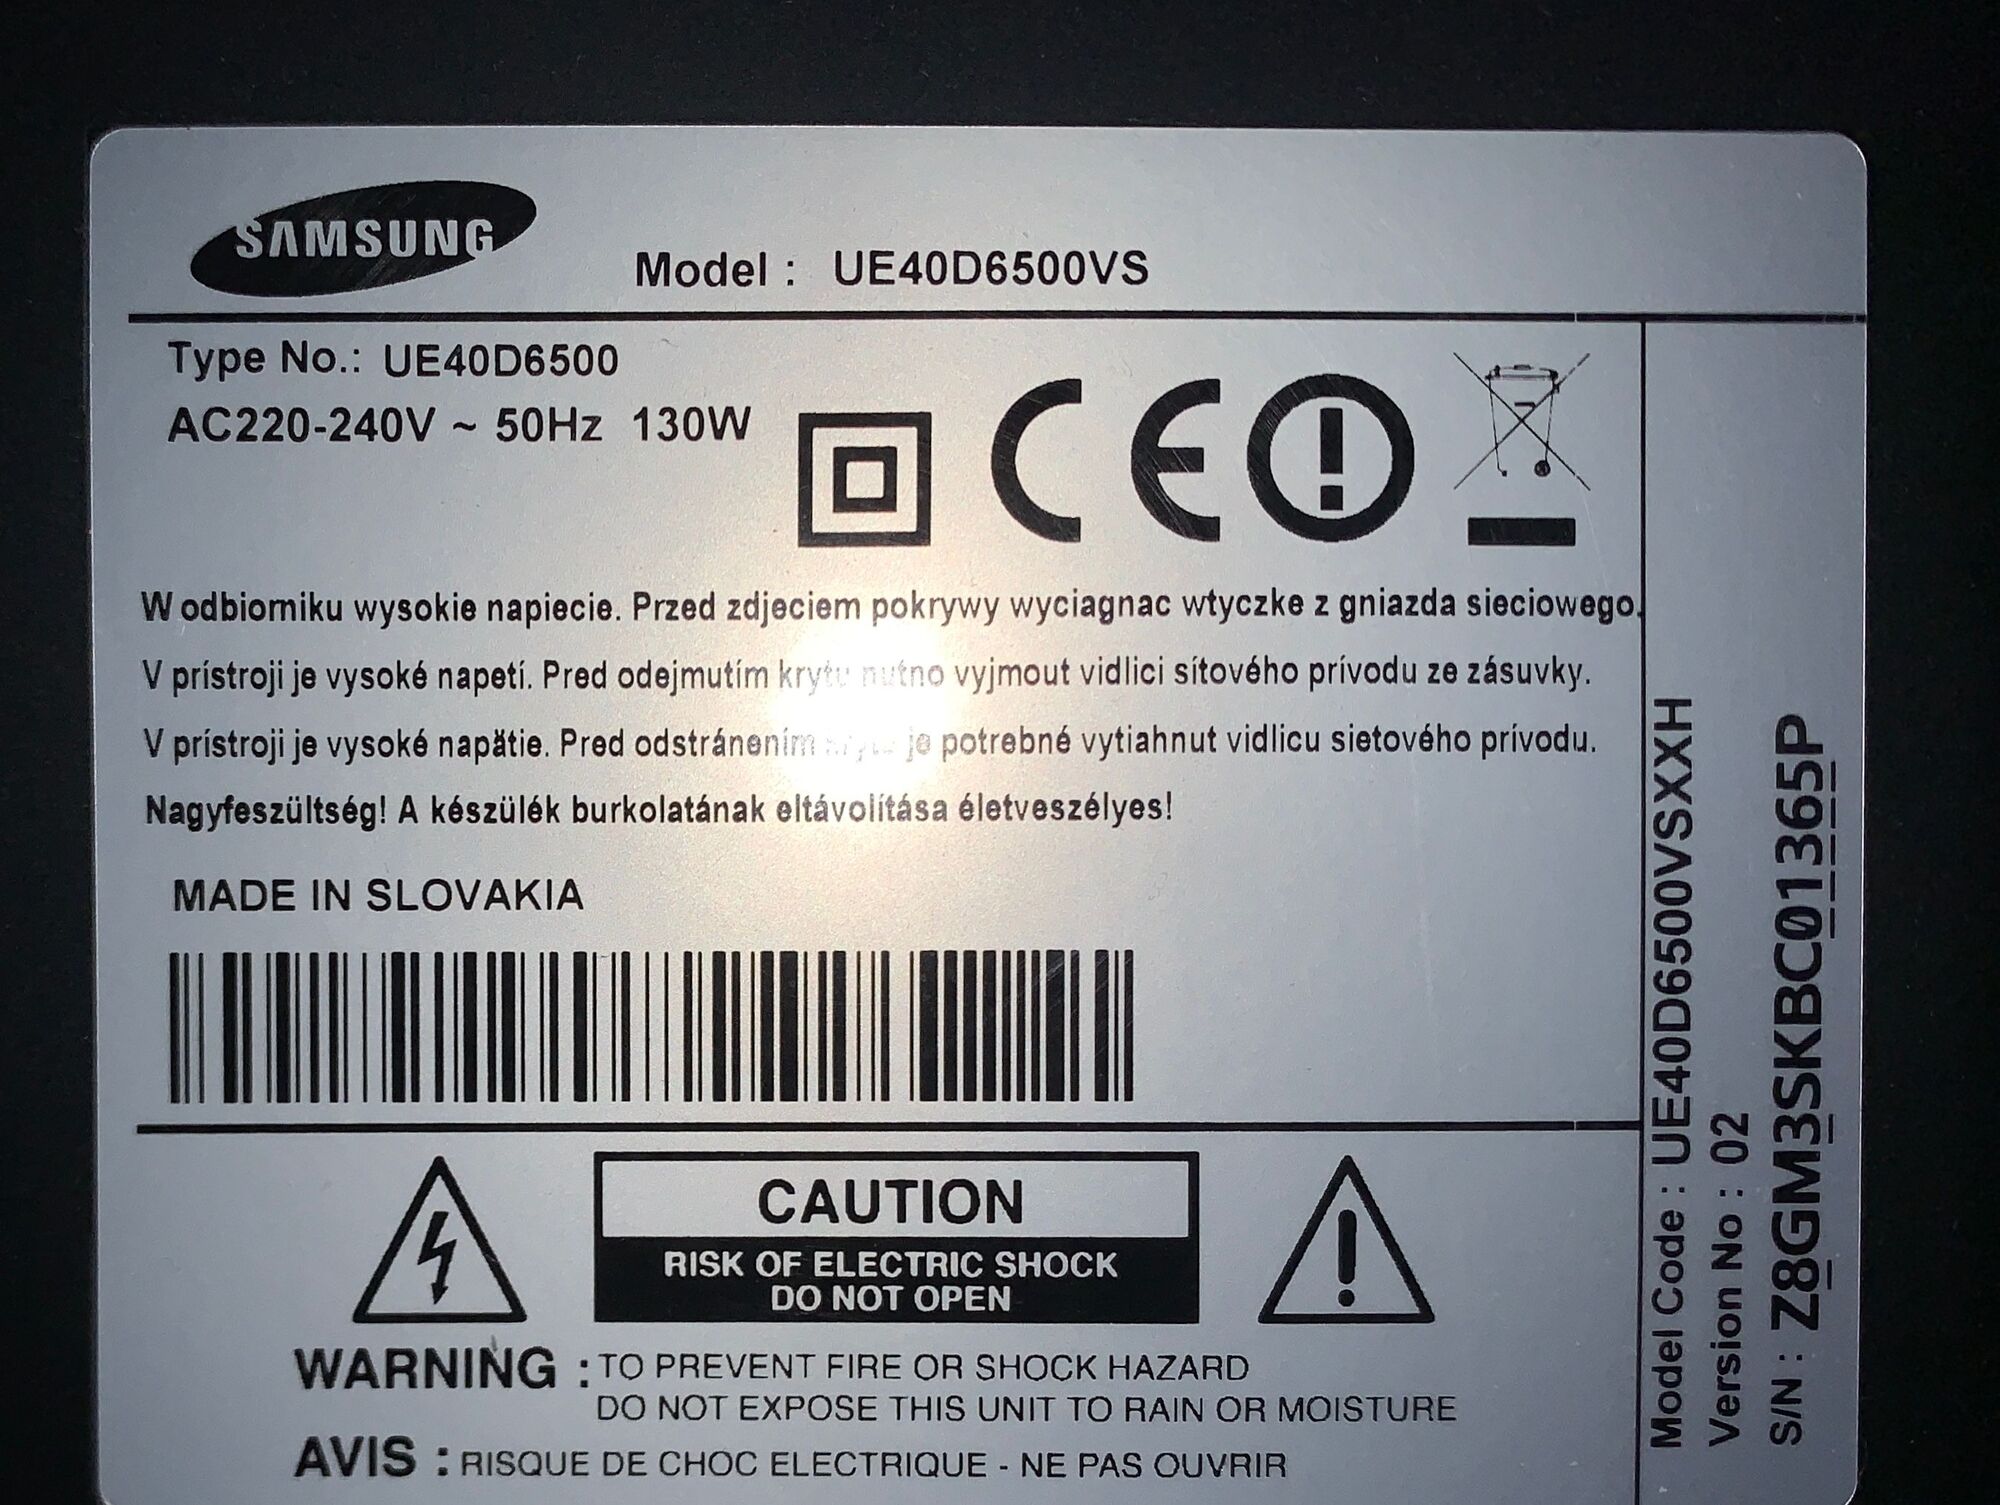 SAMSUNG
Model : UE40D6500VS
Type No.: UE40D6500
AC220-240V ~ 50Hz 130W
W odbiorniku wysokie napiecie. Przed zdjeciem pokrywy wyciagnac wtyczke z gniazda sieciowego.
V prístroji je vysoké napetí. Pred odejmutím krytu nutno vyjmout vidlici sítového prívodu ze zásuvky.
V prístroji je vysoké napätie. Pred odstránením krytu je potrebné vytiahnut vidlicu sietového prívodu.
Nagyfeszültség! A készülék burkolatának eltávolítása életveszélyes!
MADE IN SLOVAKIA
CAUTION
RISK OF ELECTRIC SHOCK
DO NOT OPEN
WARNING : TO PREVENT FIRE OR SHOCK HAZARD
DO NOT EXPOSE THIS UNIT TO RAIN OR MOISTURE
AVIS : RISQUE DE CHOC ELECTRIQUE - NE PAS OUVRIR
Model Code : UE40D6500VSXXH
Version No : 02
S/N : Z8GM3SKBC01365P